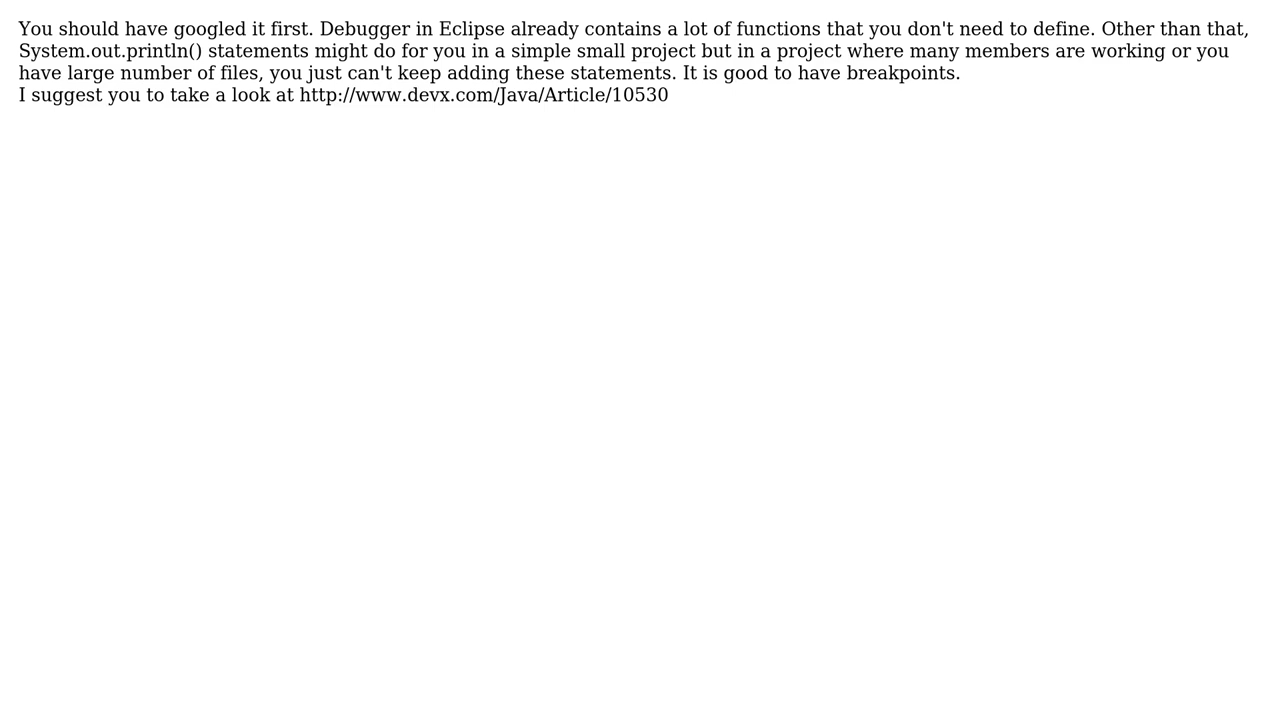 You should have googled it first. Debugger in Eclipse already contains a lot of functions that you don't need to define. Other than that,
System.out.println() statements might do for you in a simple small project but in a project where many members are working or you
have large number of files, you just can't keep adding these statements. It is good to have breakpoints.
I suggest you to take a look at http://www.devx.com/Java/Article/10530